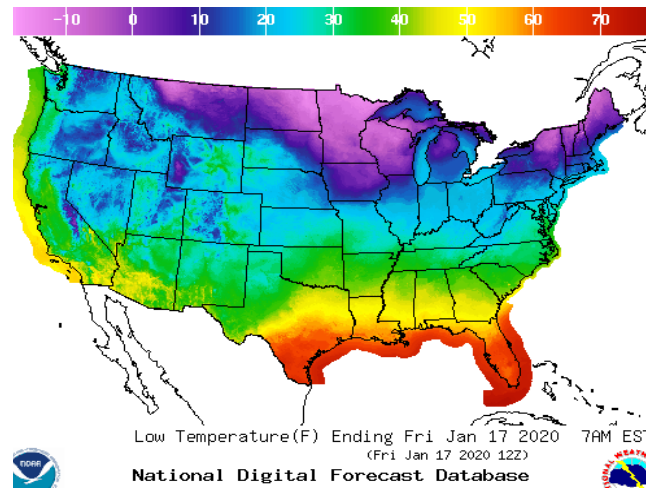 -10 0 10 20 30 40 50 60 70
Low Temperature(F) Ending Fri Jan 17 2020 7AM EST
(Fri Jan 17 2020 12Z)
NOAA
National Digital Forecast Database